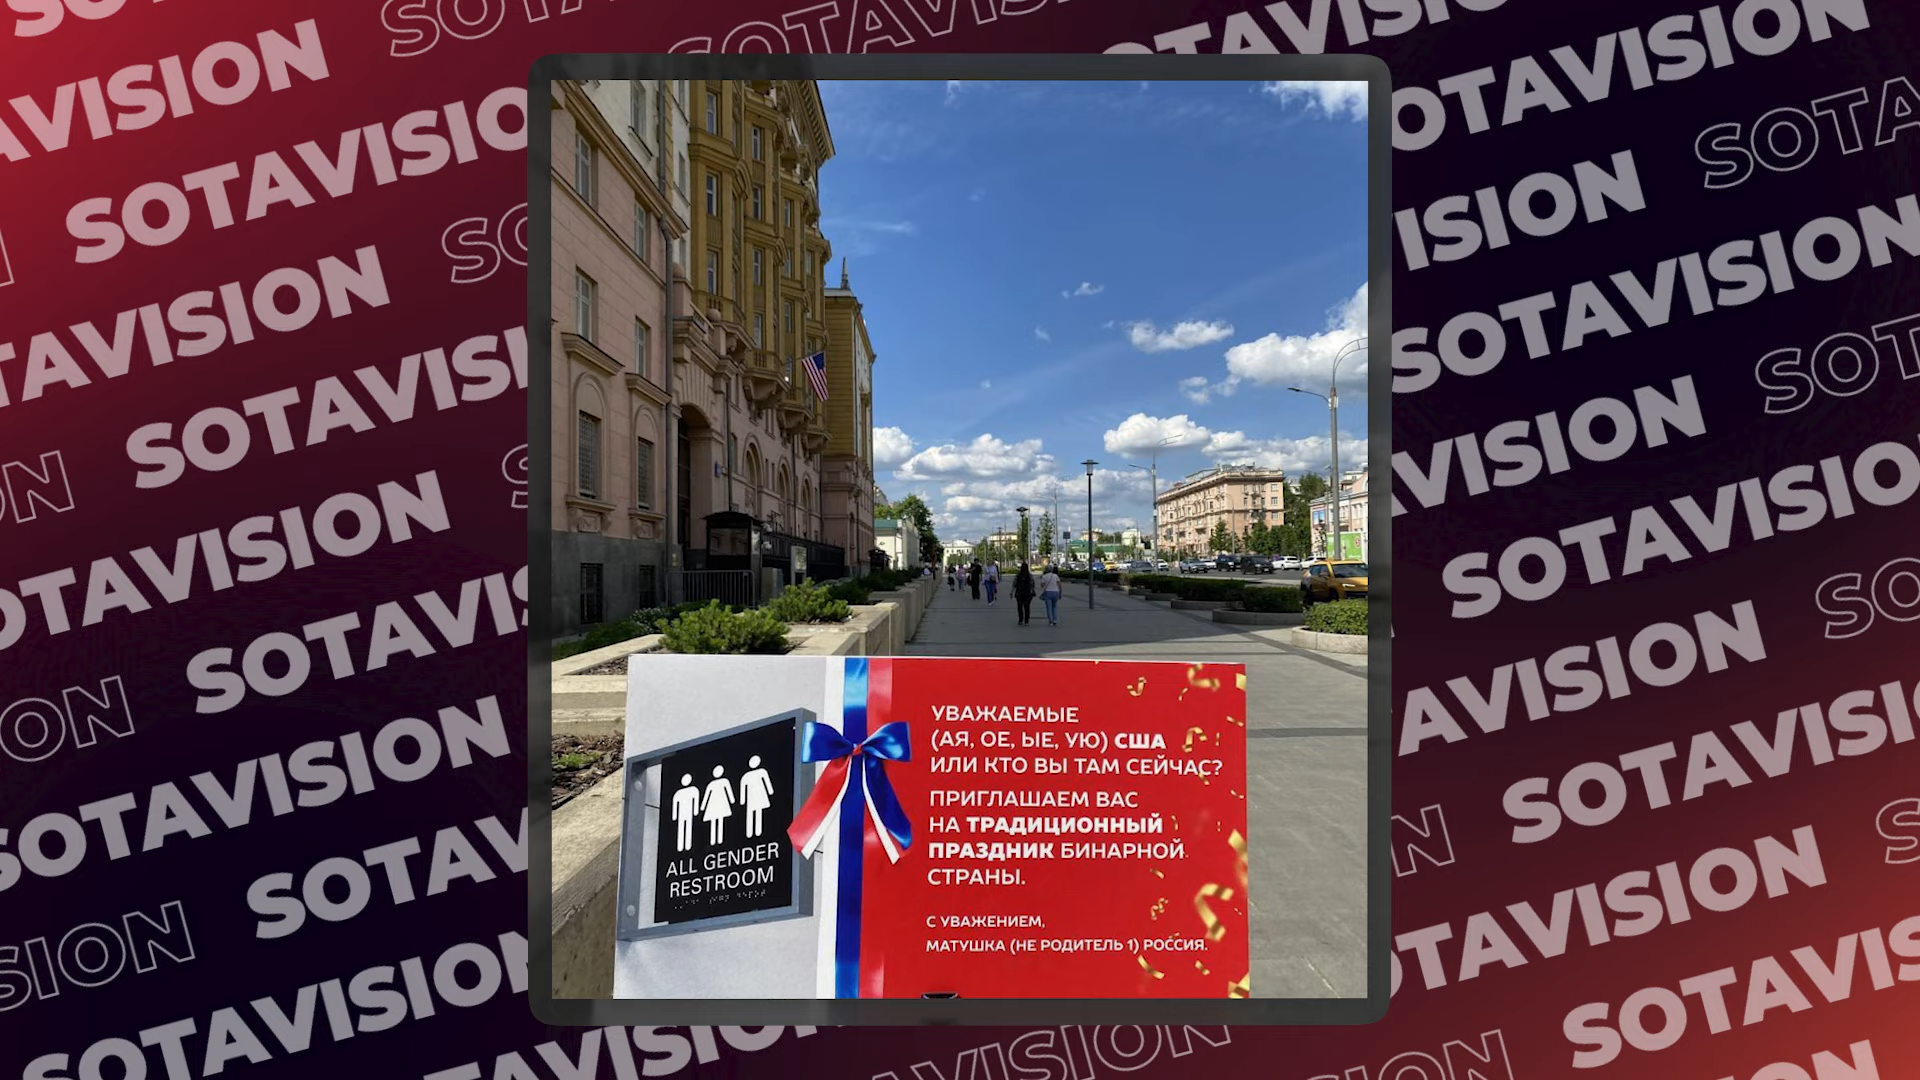 SOTAVISION
ALL GENDER
RESTROOM
УВАЖАЕМЫЕ
(АЯ, ОЕ, ЫЕ, УЮ) США
ИЛИ КТО ВЫ ТАМ СЕЙЧАС?
ПРИГЛАШАЕМ ВАС
НА ТРАДИЦИОННЫЙ
ПРАЗДНИК БИНАРНОЙ
СТРАНЫ.
С УВАЖЕНИЕМ,
МАТУШКА (НЕ РОДИТЕЛЬ 1) РОССИЯ.